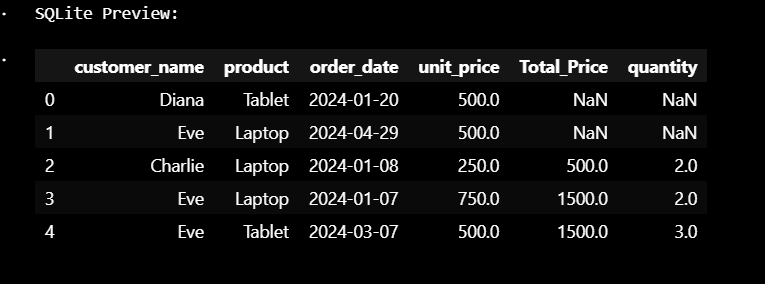 SQLite Preview:
customer_name product order_date unit_price Total_Price quantity
0 Diana Tablet 2024-01-20 500.0 NaN NaN
1 Eve Laptop 2024-04-29 500.0 NaN NaN
2 Charlie Laptop 2024-01-08 250.0 500.0 2.0
3 Eve Laptop 2024-01-07 750.0 1500.0 2.0
4 Eve Tablet 2024-03-07 500.0 1500.0 3.0